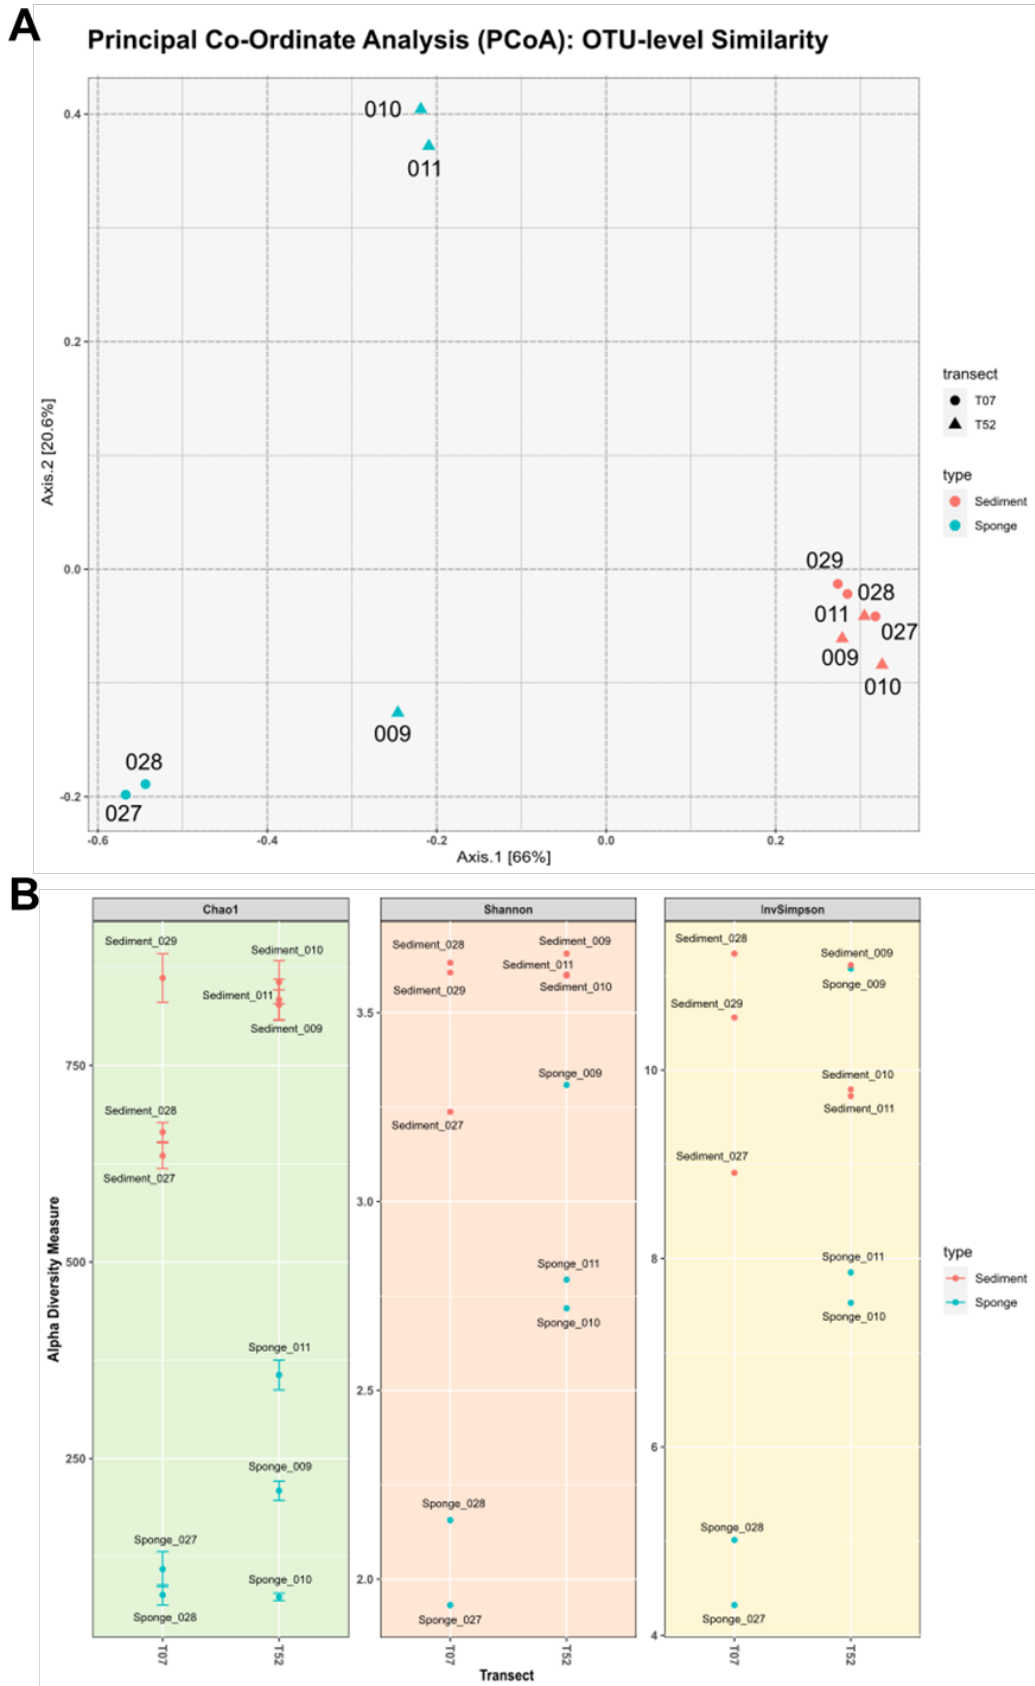 A
Principal Co-Ordinate Analysis (PCoA): OTU-level Similarity
010
011
0.4
0.2
0.0
-0.2
Axis.2 [20.6%]
029
028
011
027
009
010
009
028
027
-0.6
-0.4
-0.2
0.0
0.2
Axis.1 [66%]
transect
T07
T52
type
Sediment
Sponge
B
Chao1
Shannon
InvSimpson
Sediment_029
Sediment_010
Sediment_011
Sediment_009
Sediment_028
Sediment_027
Sponge_011
Sponge_009
Sponge_027
Sponge_010
Sponge_028
750
500
250
Alpha Diversity Measure
T07
T52
Sediment_028
Sediment_009
Sediment_011
Sediment_029
Sediment_010
Sponge_009
Sediment_027
Sponge_011
Sponge_010
Sponge_028
Sponge_027
3.5
3.0
2.5
2.0
T07
T52
Transect
Sediment_028
Sediment_009
Sponge_009
Sediment_029
Sediment_010
Sediment_011
Sediment_027
Sponge_011
Sponge_010
Sponge_028
Sponge_027
10
8
6
4
T07
T52
type
Sediment
Sponge